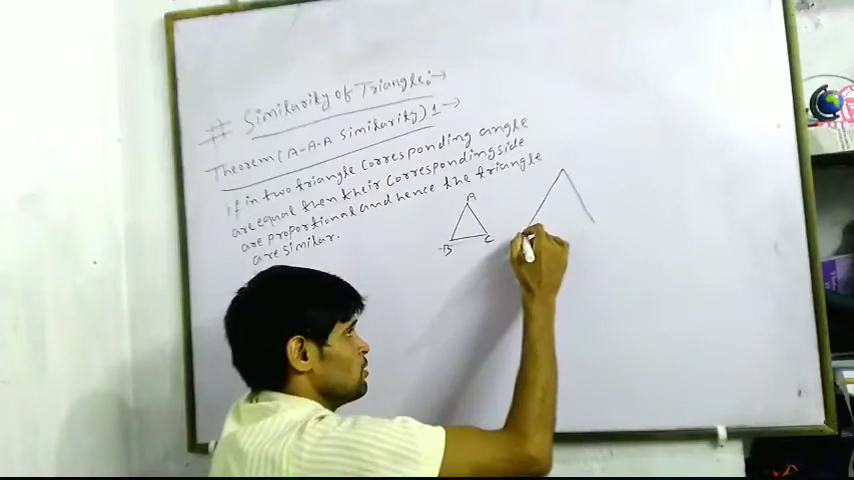 # Similarity of Triangle:→
Theorem (A-A-A similarity) 1→
if in two triangle corresponding angle
are equal then their corresponding side
are proportional and hence the triangle
are similar.
A
B
C